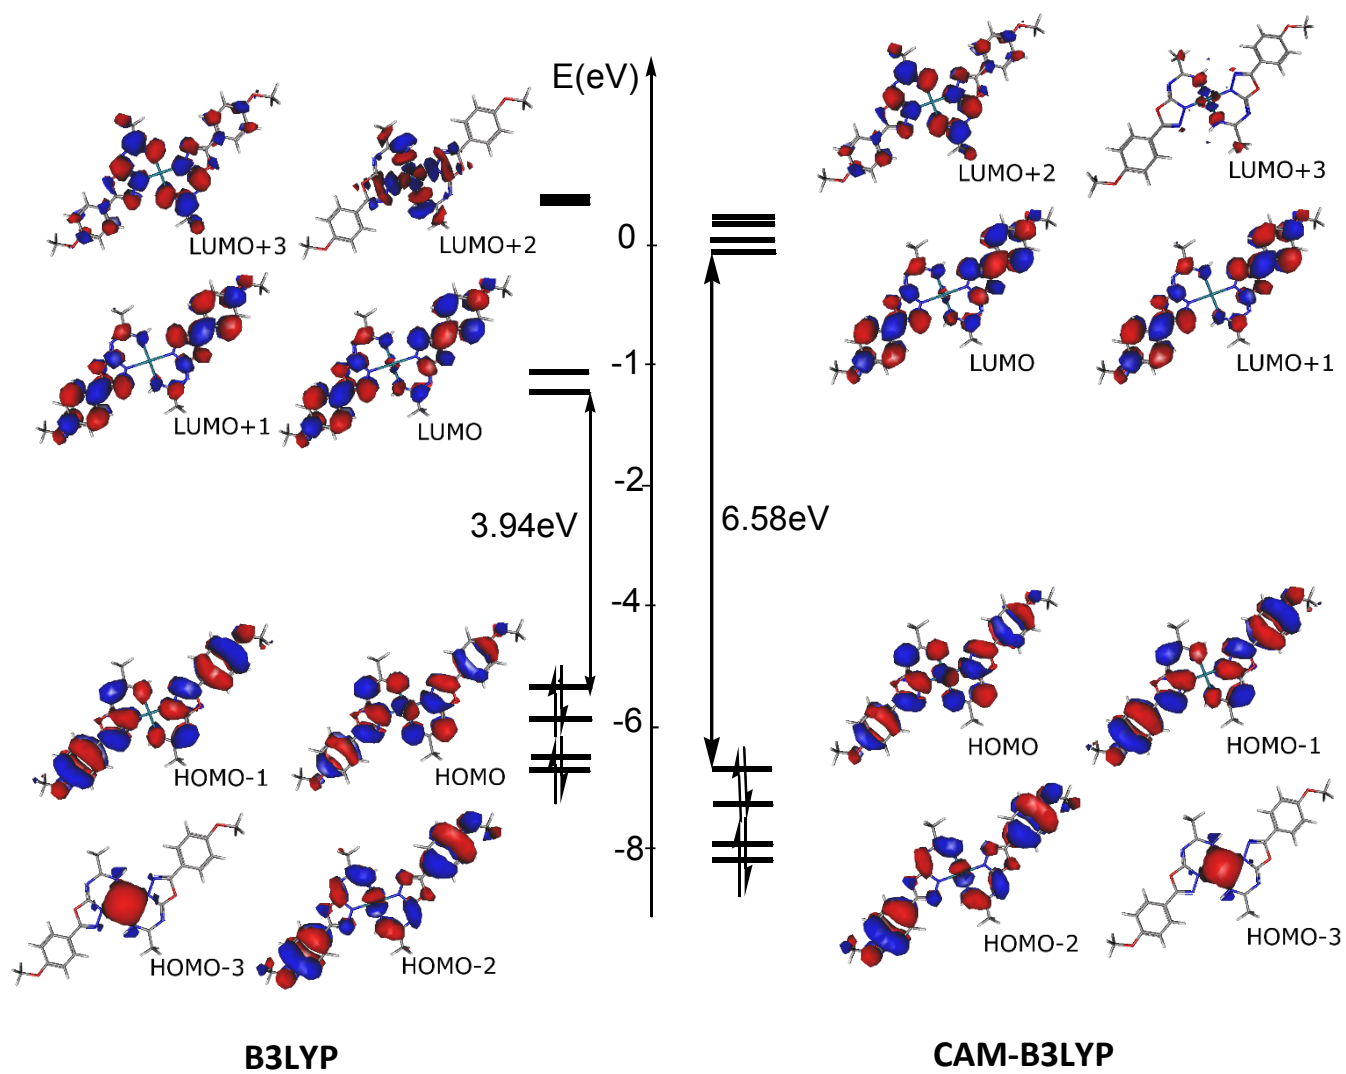 E(eV)
LUMO+2
LUMO+3
LUMO+3
LUMO+2
0
LUMO
LUMO+1
-1
LUMO+1
LUMO
-2
3.94eV
6.58eV
-4
HOMO-1
HOMO
-6
HOMO
HOMO-1
-8
HOMO-3
HOMO-2
HOMO-2
HOMO-3
B3LYP
CAM-B3LYP